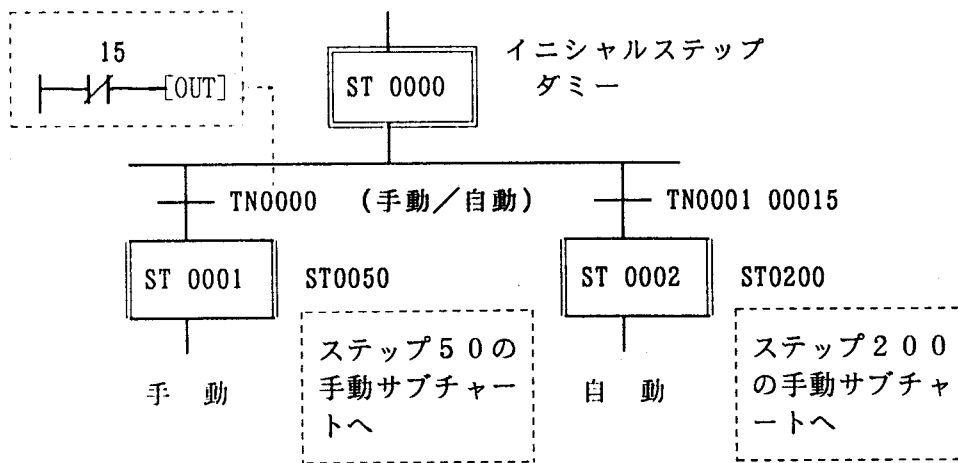 15
[OUT]
ST 0000
イニシャルステップ
ダミー
TN0000 (手動／自動)
TN0001 00015
ST 0001
ST0050
ST 0002
ST0200
ステップ５０の
手動サブチャー
トへ
ステップ２００
の手動サブチャ
ートへ
手 動
自 動